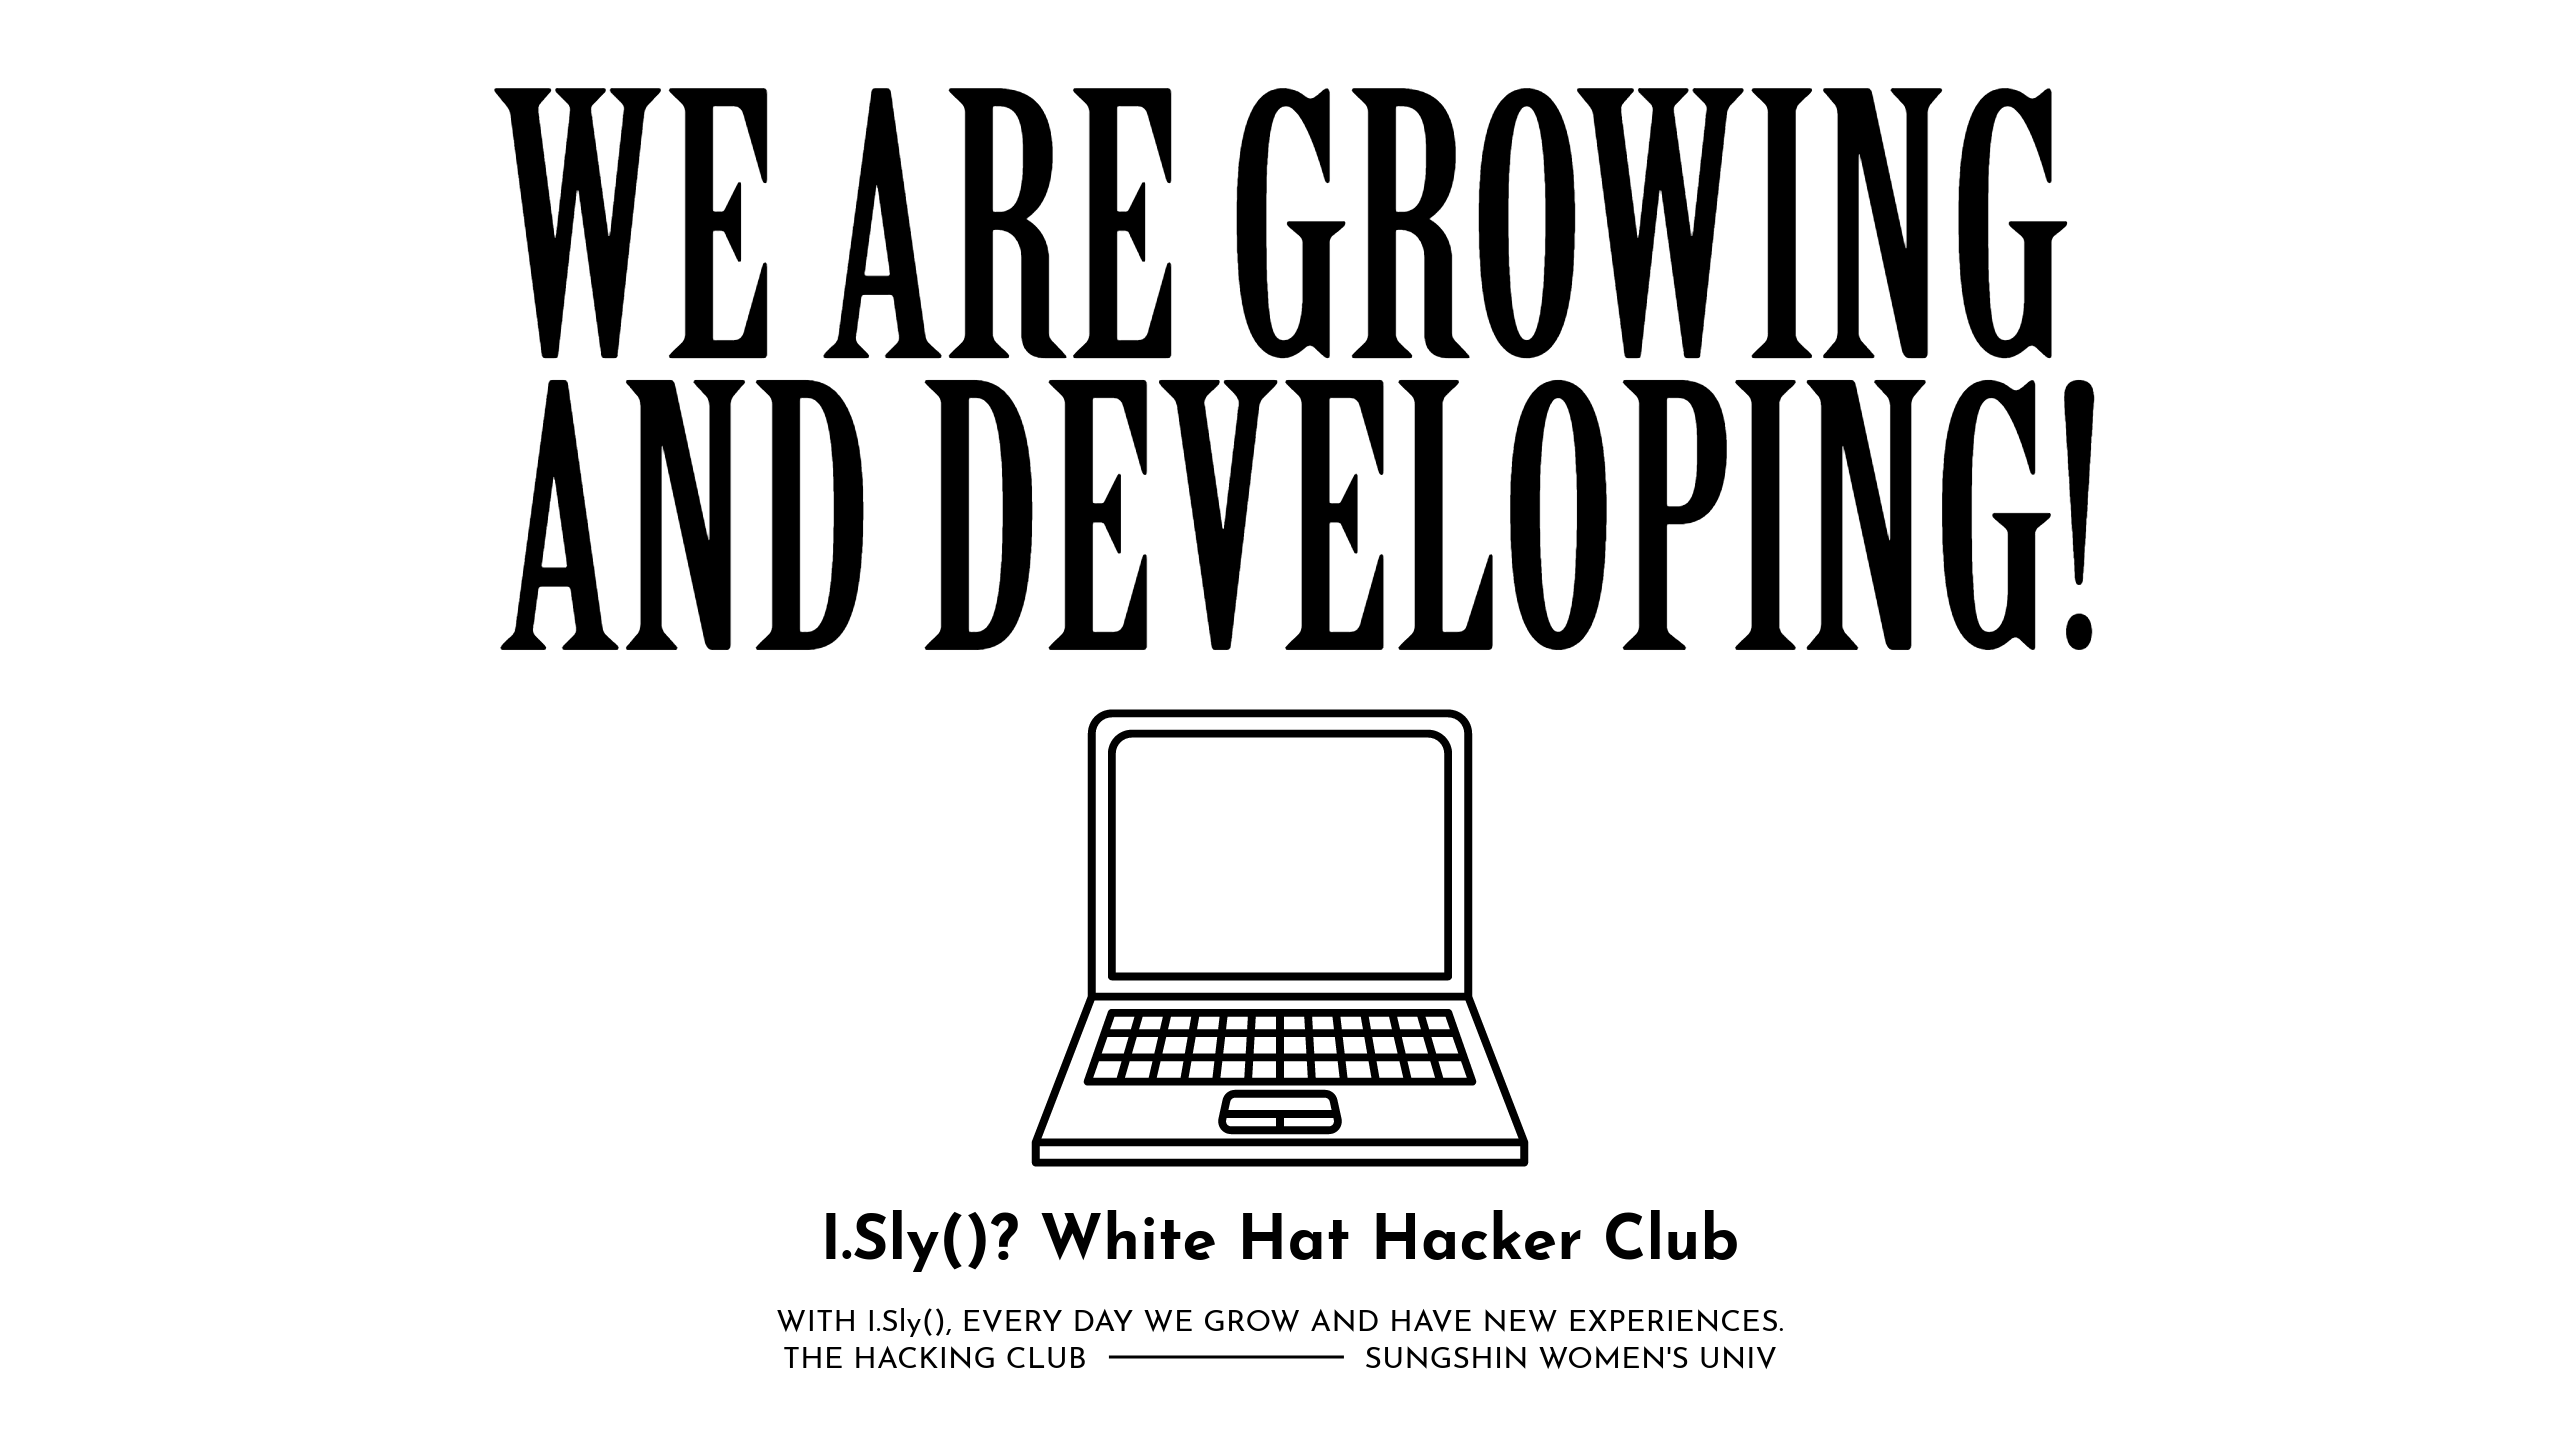 WE ARE GROWING
AND DEVELOPING!
I.Sly()? White Hat Hacker Club
WITH I.Sly(), EVERY DAY WE GROW AND HAVE NEW EXPERIENCES.
THE HACKING CLUB SUNGSHIN WOMEN'S UNIV